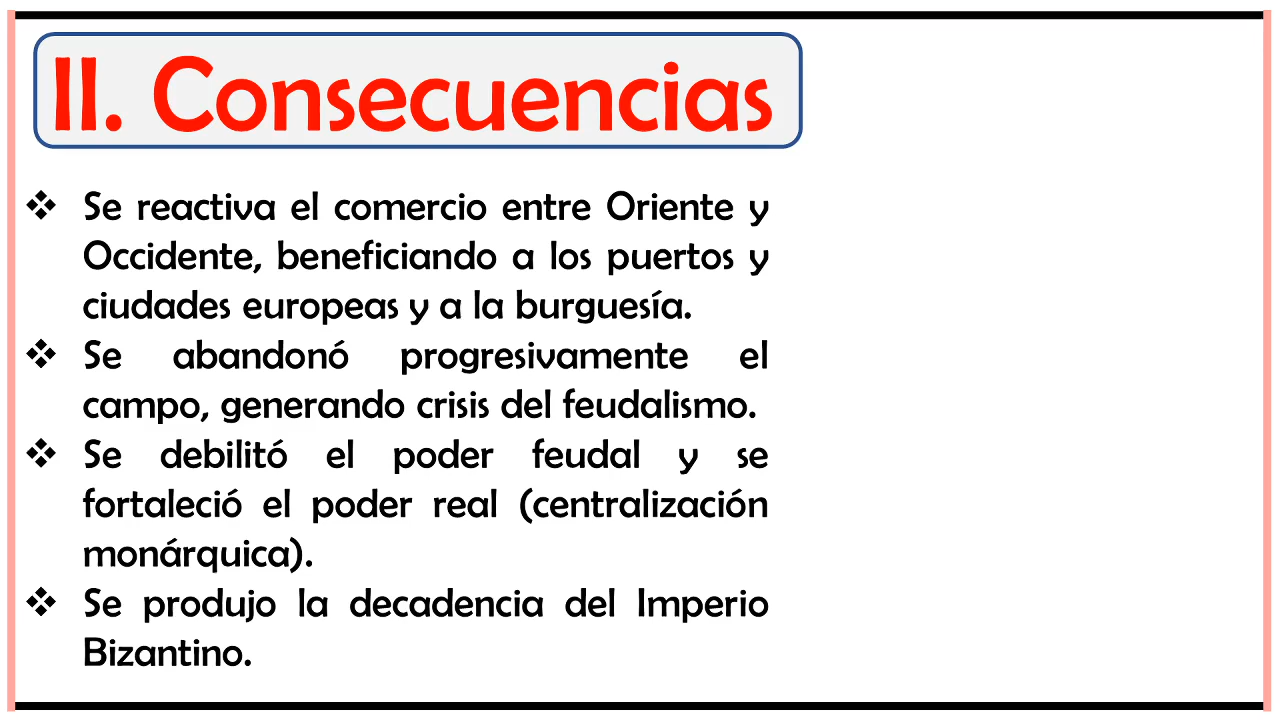 II. Consecuencias
❖ Se reactiva el comercio entre Oriente y
Occidente, beneficiando a los puertos y
ciudades europeas y a la burguesía.
❖ Se abandonó progresivamente el
campo, generando crisis del feudalismo.
❖ Se debilitó el poder feudal y se
fortaleció el poder real (centralización
monárquica).
❖ Se produjo la decadencia del Imperio
Bizantino.